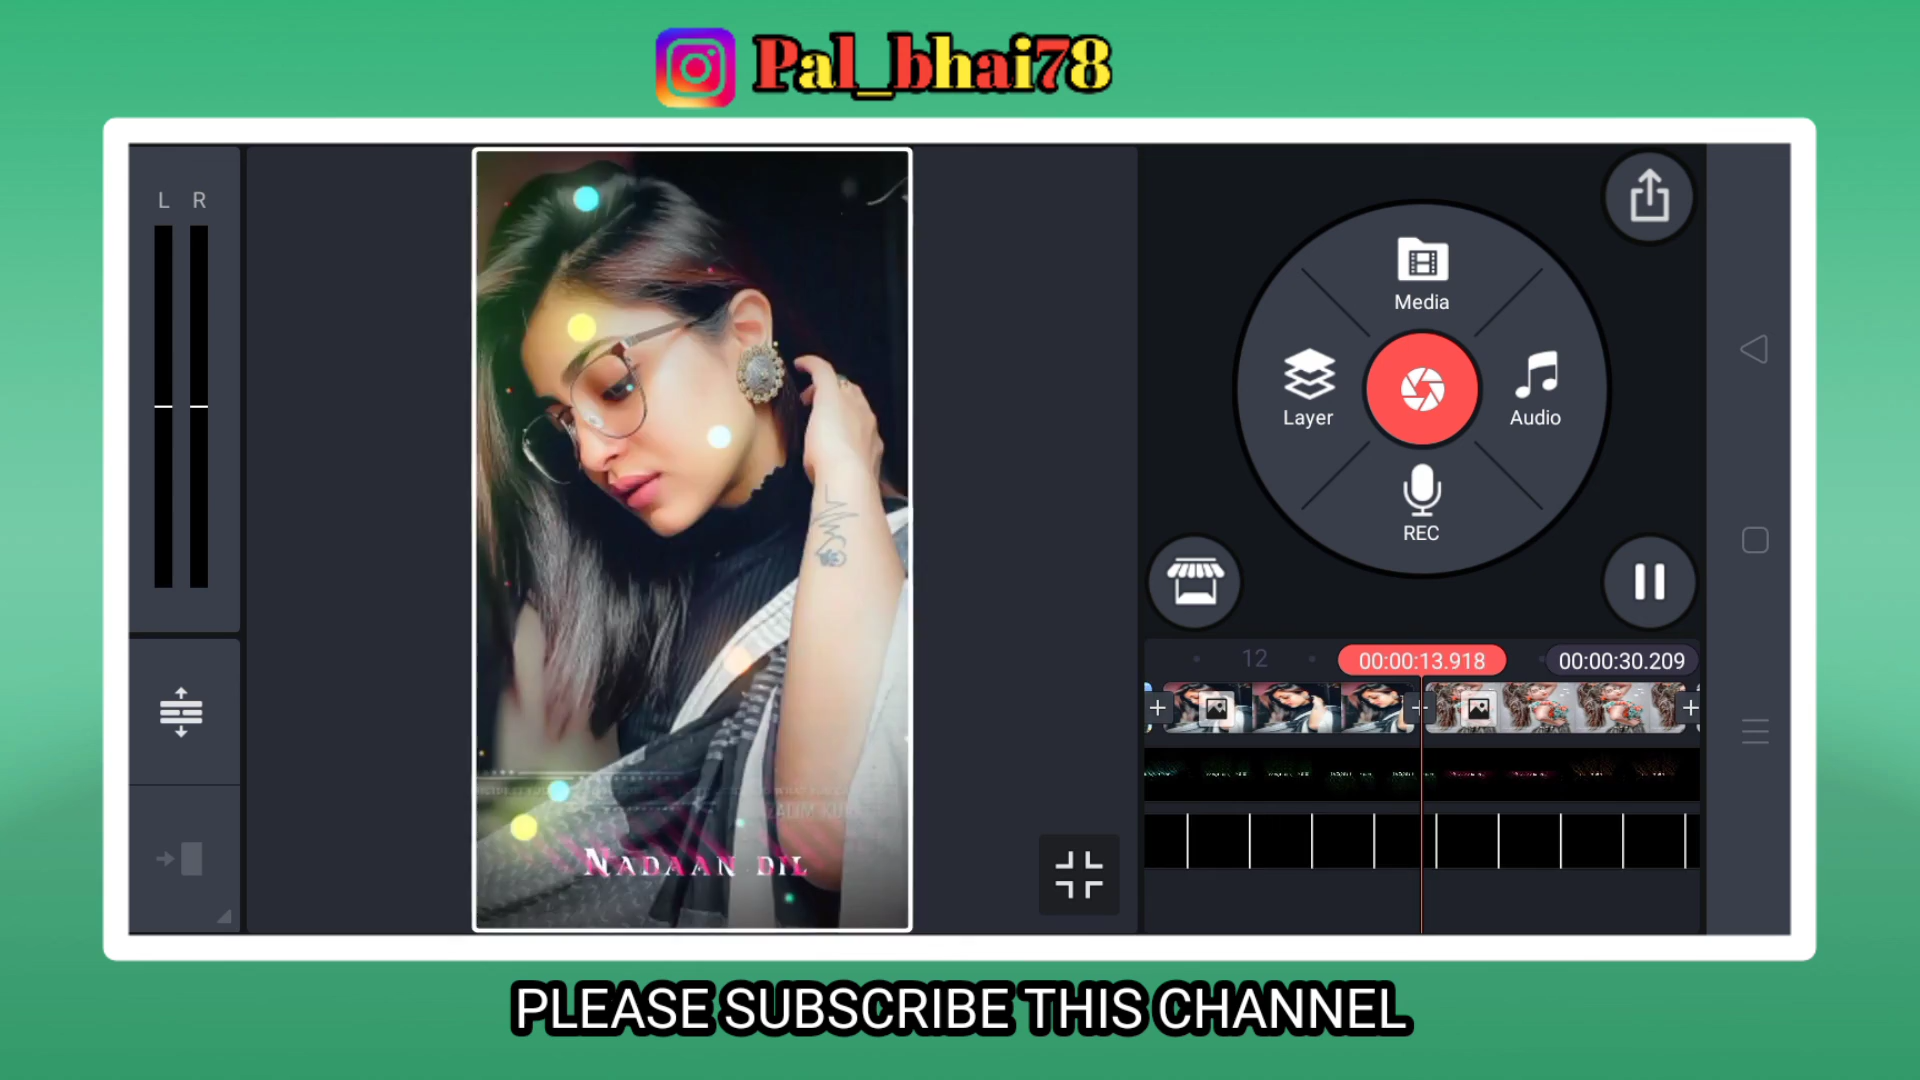 Pal_bhai78
L R
Media
Layer
Audio
REC
12
00:00:13.918
00:00:30.209
ZALIM
NADAAN DIL
PLEASE SUBSCRIBE THIS CHANNEL